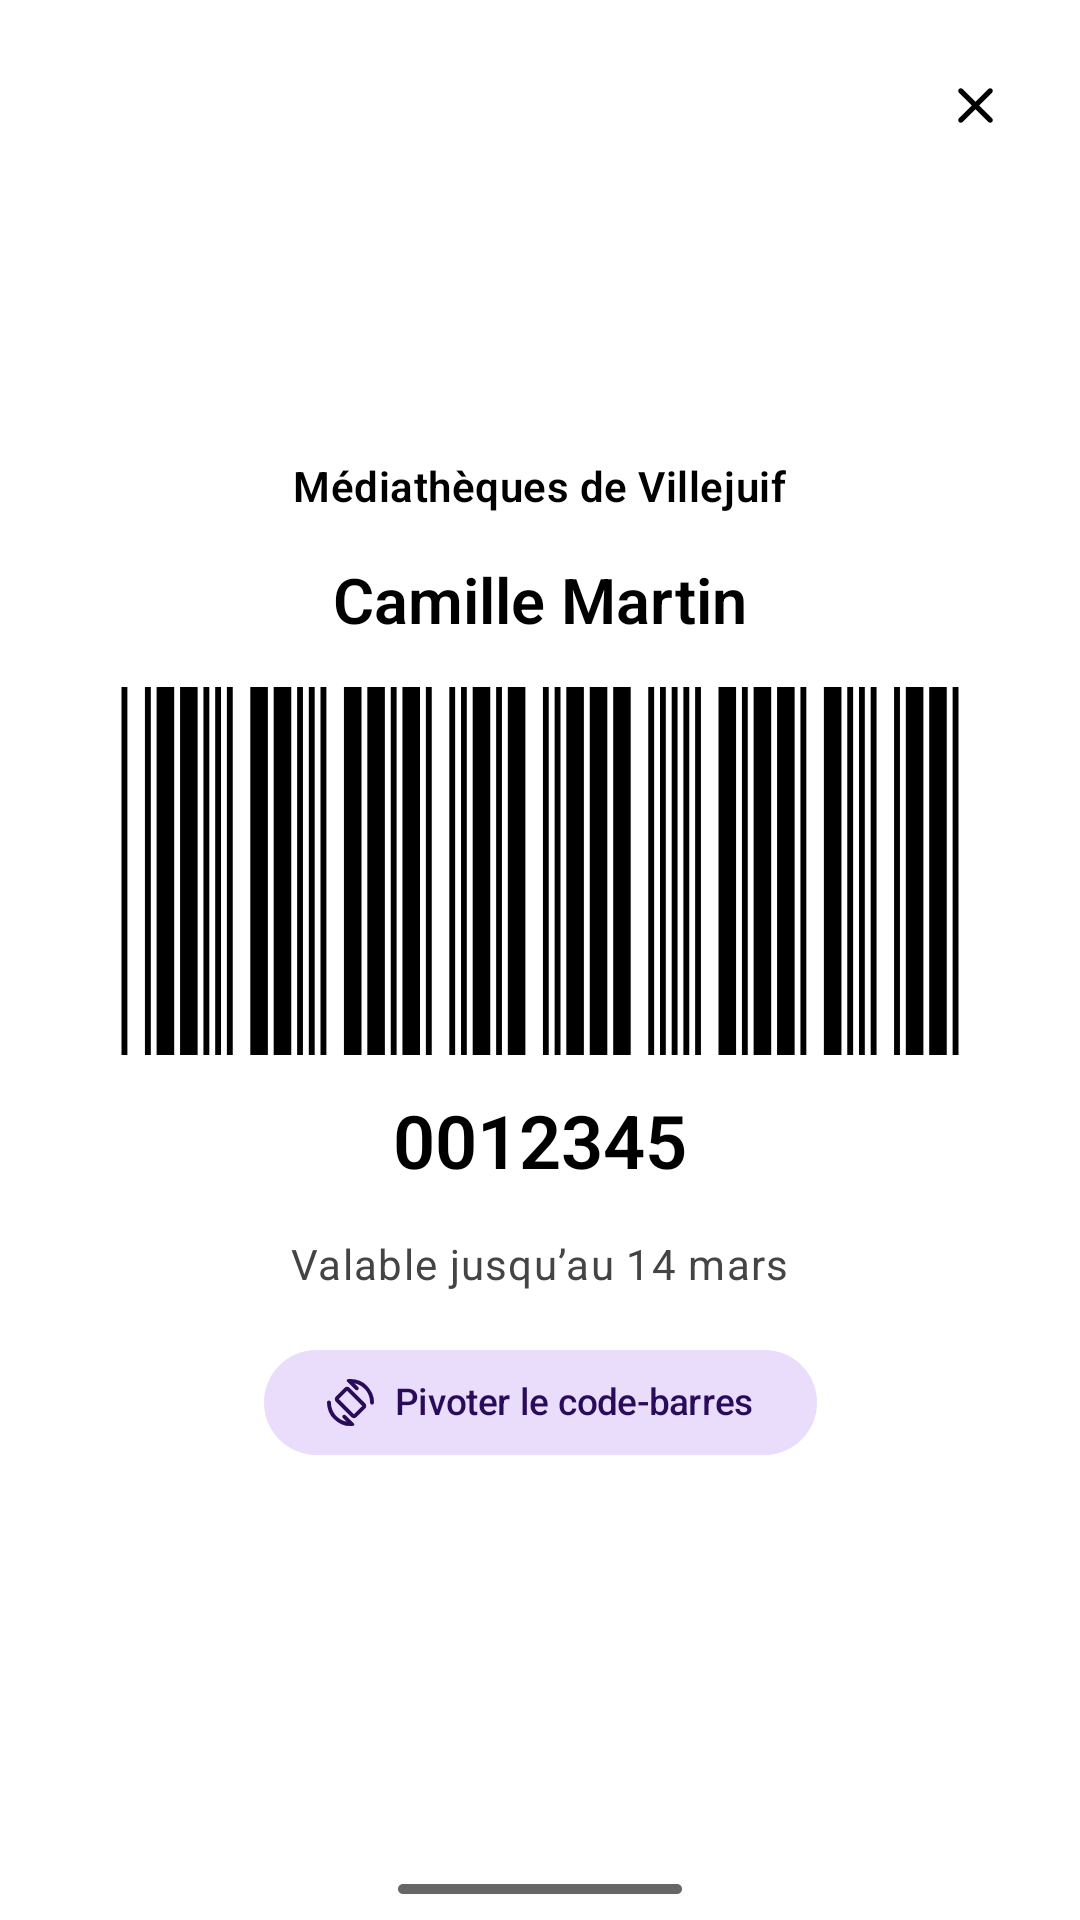 Médiathèques de Villejuif
Camille Martin
0012345
Valable jusqu’au 14 mars
Pivoter le code-barres